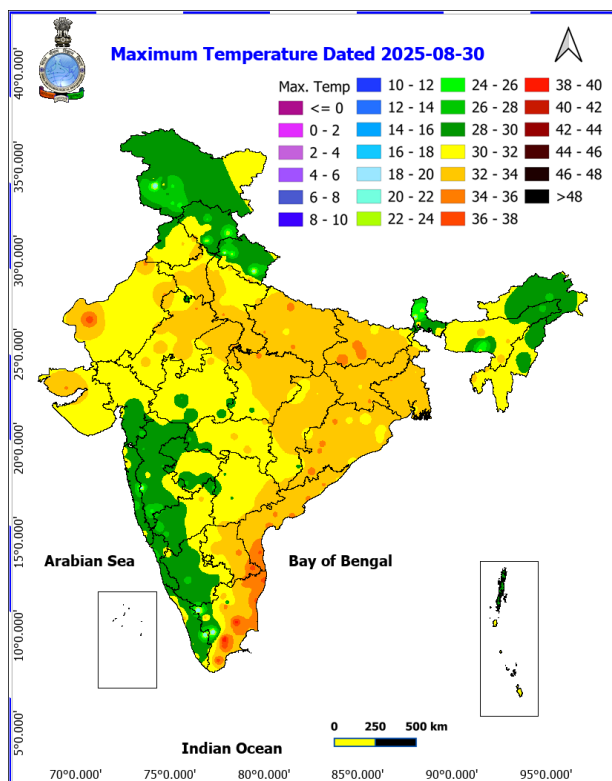 Maximum Temperature Dated 2025-08-30
Max. Temp
<= 0
0 - 2
2 - 4
4 - 6
6 - 8
8 - 10
10 - 12
12 - 14
14 - 16
16 - 18
18 - 20
20 - 22
22 - 24
24 - 26
26 - 28
28 - 30
30 - 32
32 - 34
34 - 36
36 - 38
38 - 40
40 - 42
42 - 44
44 - 46
46 - 48
>48
40°0.000'
35°0.000'
30°0.000'
25°0.000'
20°0.000'
15°0.000'
10°0.000'
5°0.000'
Arabian Sea
Bay of Bengal
0 250 500 km
Indian Ocean
70°0.000' 75°0.000' 80°0.000' 85°0.000' 90°0.000' 95°0.000'